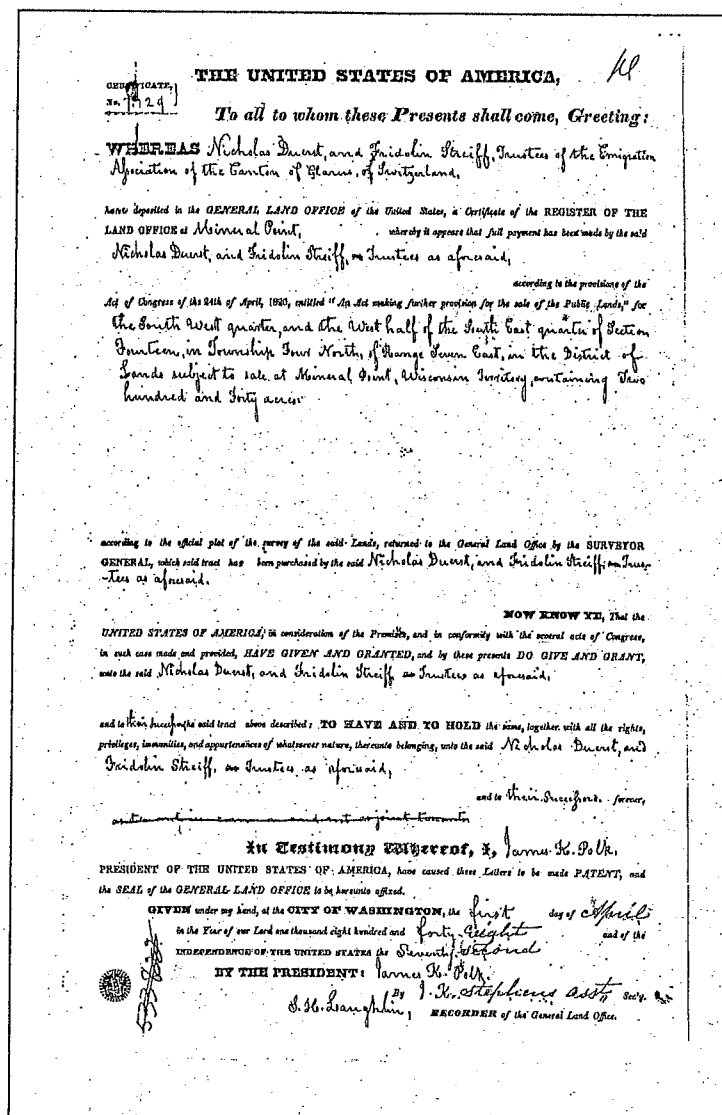 THE UNITED STATES OF AMERICA,
CERTIFICATE,
No.
To all to whom these Presents shall come, Greeting:
WHEREAS Nicholas Duerst, and Fridolin Streiff, Trustees of the Emigration
Association of the Canton of Glarus, of Switzerland,
have deposited in the GENERAL LAND OFFICE of the United States, a Certificate of the REGISTER OF THE
LAND OFFICE at Mineral Point, whereby it appears that full payment has been made by the said
Nicholas Duerst, and Fridolin Streiff, as Trustees as aforesaid,
according to the provisions of the
Act of Congress of the 24th of April, 1820, entitled "An Act making further provision for the sale of the Public Lands," for
the South West quarter, and the West half of the South East quarter of Section
Fourteen, in Township Four North, of Range Seven East, in the District of
Lands subject to sale at Mineral Point, Wisconsin Territory, containing Two
hundred and Forty acres
according to the official plat of the survey of the said Lands, returned to the General Land Office by the SURVEYOR
GENERAL, which said tract has been purchased by the said Nicholas Duerst, and Fridolin Streiff, as Trus-
-tees as aforesaid.
NOW KNOW YE, That the
UNITED STATES OF AMERICA, in consideration of the Premises, and in conformity with the several acts of Congress,
in such case made and provided, HAVE GIVEN AND GRANTED, and by these presents DO GIVE AND GRANT,
unto the said Nicholas Duerst, and Fridolin Streiff as Trustees as aforesaid,
and to their Successors the said tract above described: TO HAVE AND TO HOLD the same, together with all the rights,
privileges, immunities, and appurtenances of whatsoever nature, thereunto belonging, unto the said Nicholas Duerst, and
Fridolin Streiff, as Trustees as aforesaid,
and to their Successors forever,
In Testimony Whereof, I, James K. Polk,
PRESIDENT OF THE UNITED STATES OF AMERICA, have caused these Letters to be made PATENT, and
the SEAL of the GENERAL LAND OFFICE to be hereunto affixed.
GIVEN under my hand, at the CITY OF WASHINGTON, the first day of April
in the Year of our Lord one thousand eight hundred and forty-eight and of the
INDEPENDENCE OF THE UNITED STATES the Seventy second
BY THE PRESIDENT: James K. Polk,
By J. K. Stephens asst, Sec'y.
S. H. Laughlin, RECORDER of the General Land Office.